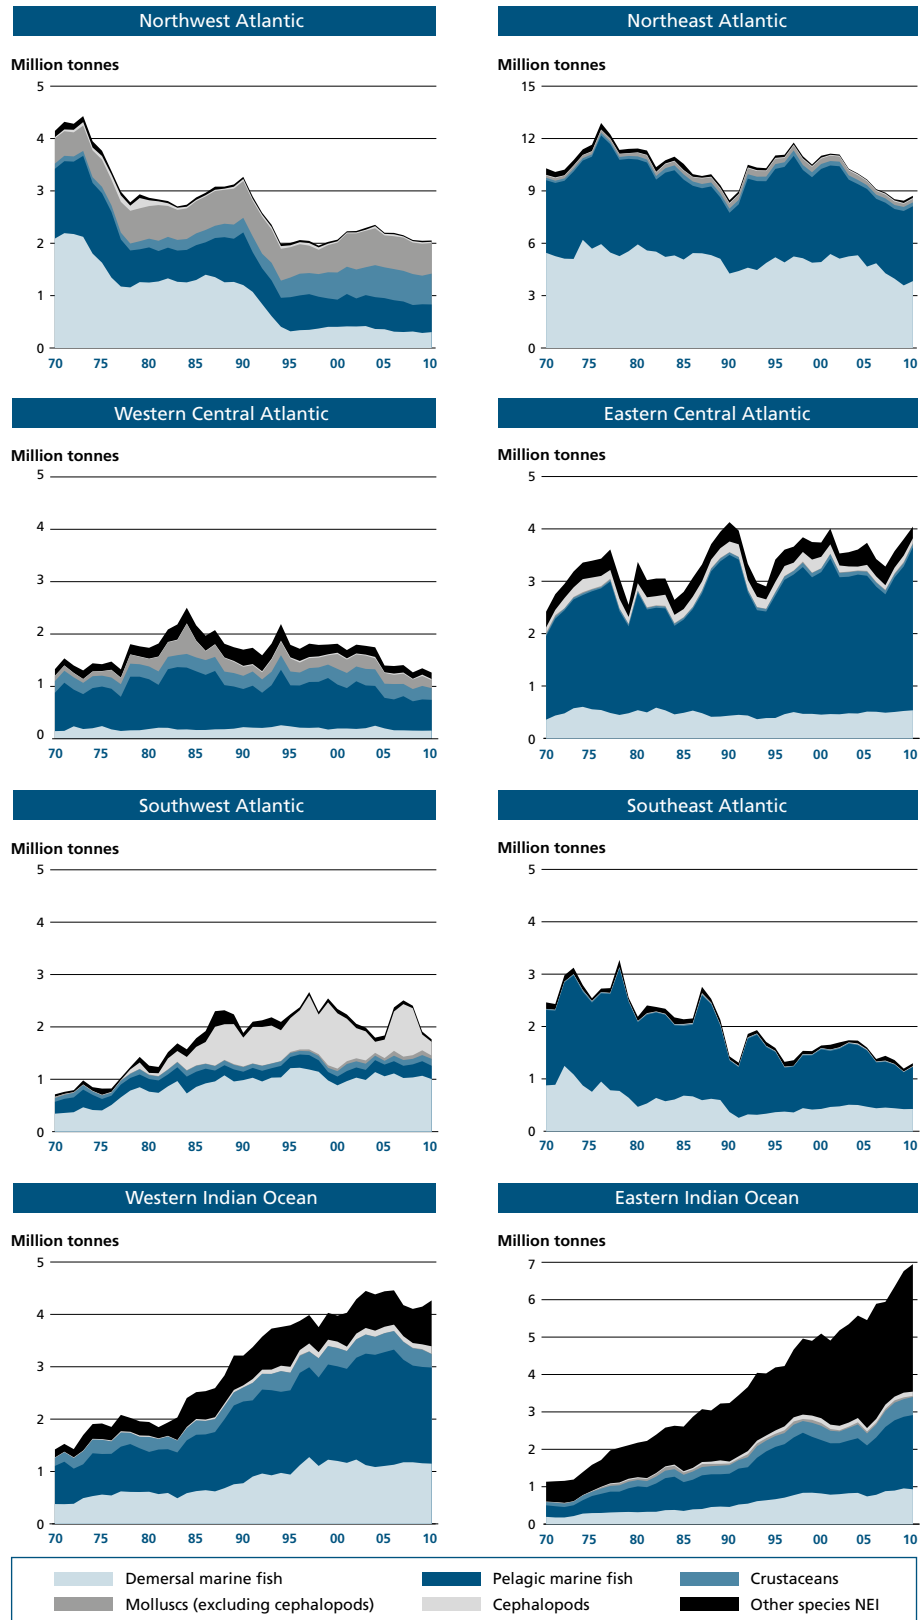 Northwest Atlantic
Northeast Atlantic
Million tonnes
Million tonnes
5
4
3
2
1
0
70 75 80 85 90 95 00 05 10
15
12
9
6
3
0
70 75 80 85 90 95 00 05 10
Western Central Atlantic
Eastern Central Atlantic
Million tonnes
Million tonnes
5
4
3
2
1
0
70 75 80 85 90 95 00 05 10
5
4
3
2
1
0
70 75 80 85 90 95 00 05 10
Southwest Atlantic
Southeast Atlantic
Million tonnes
Million tonnes
5
4
3
2
1
0
70 75 80 85 90 95 00 05 10
5
4
3
2
1
0
70 75 80 85 90 95 00 05 10
Western Indian Ocean
Eastern Indian Ocean
Million tonnes
Million tonnes
5
4
3
2
1
0
70 75 80 85 90 95 00 05 10
7
6
5
4
3
2
1
0
70 75 80 85 90 95 00 05 10
Demersal marine fish
Pelagic marine fish
Crustaceans
Molluscs (excluding cephalopods)
Cephalopods
Other species NEI